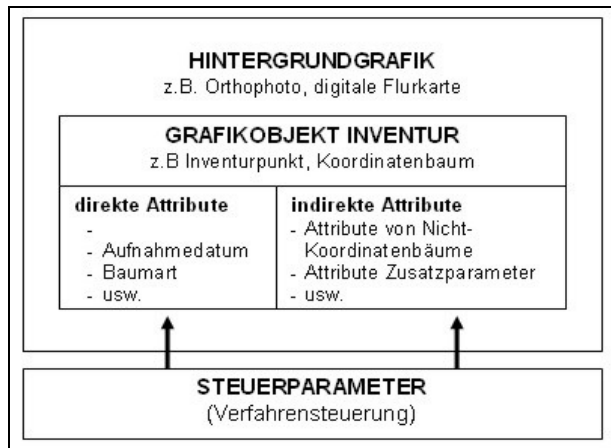 HINTERGRUNDGRAFIK
z.B. Orthophoto, digitale Flurkarte
GRAFIKOBJEKT INVENTUR
z.B Inventurpunkt, Koordinatenbaum
direkte Attribute
-
- Aufnahmedatum
- Baumart
- usw.
indirekte Attribute
- Attribute von Nicht-
Koordinatenbäume
- Attribute Zusatzparameter
- usw.
STEUERPARAMETER
(Verfahrensteuerung)